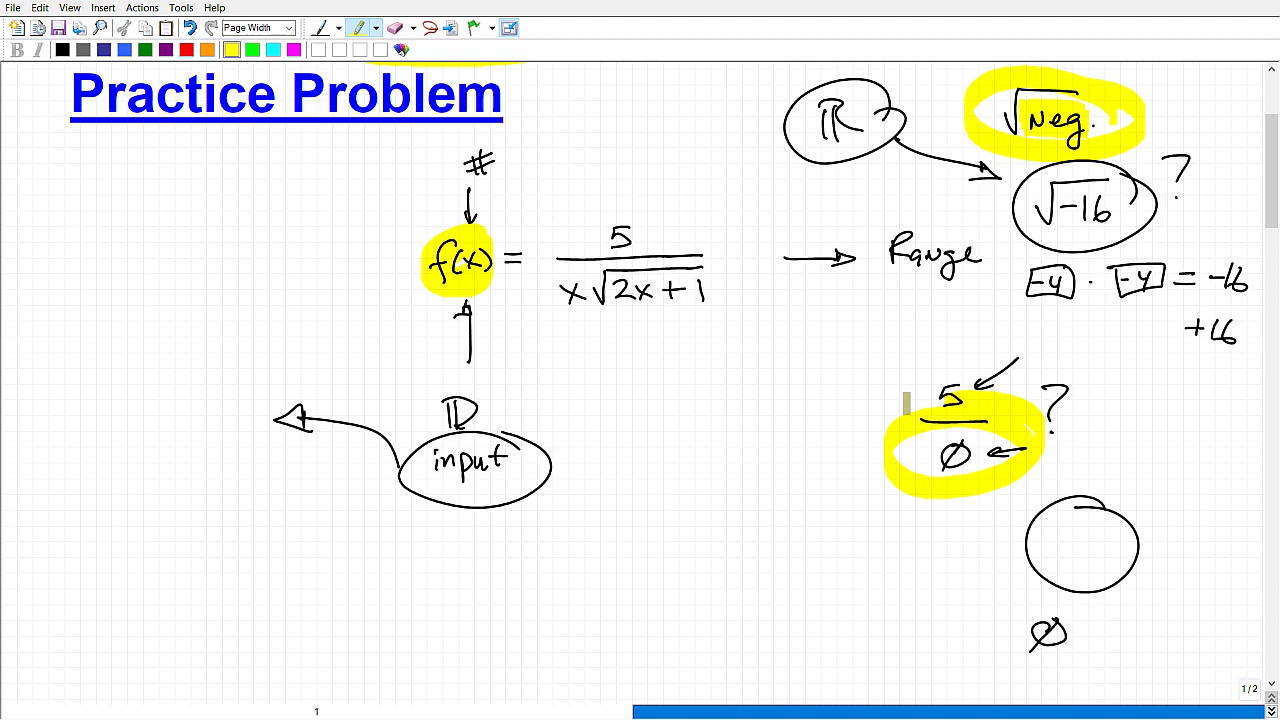 File Edit View Insert Actions Tools Help
Page Width
B I
Practice Problem
ℝ
√Neg.
#
√-16 ?
f(x) = 5 / x√2x+1 → Range
-4 · -4 = -16
+16
5 / ∅ ?
ID
input
∅
1/2
1